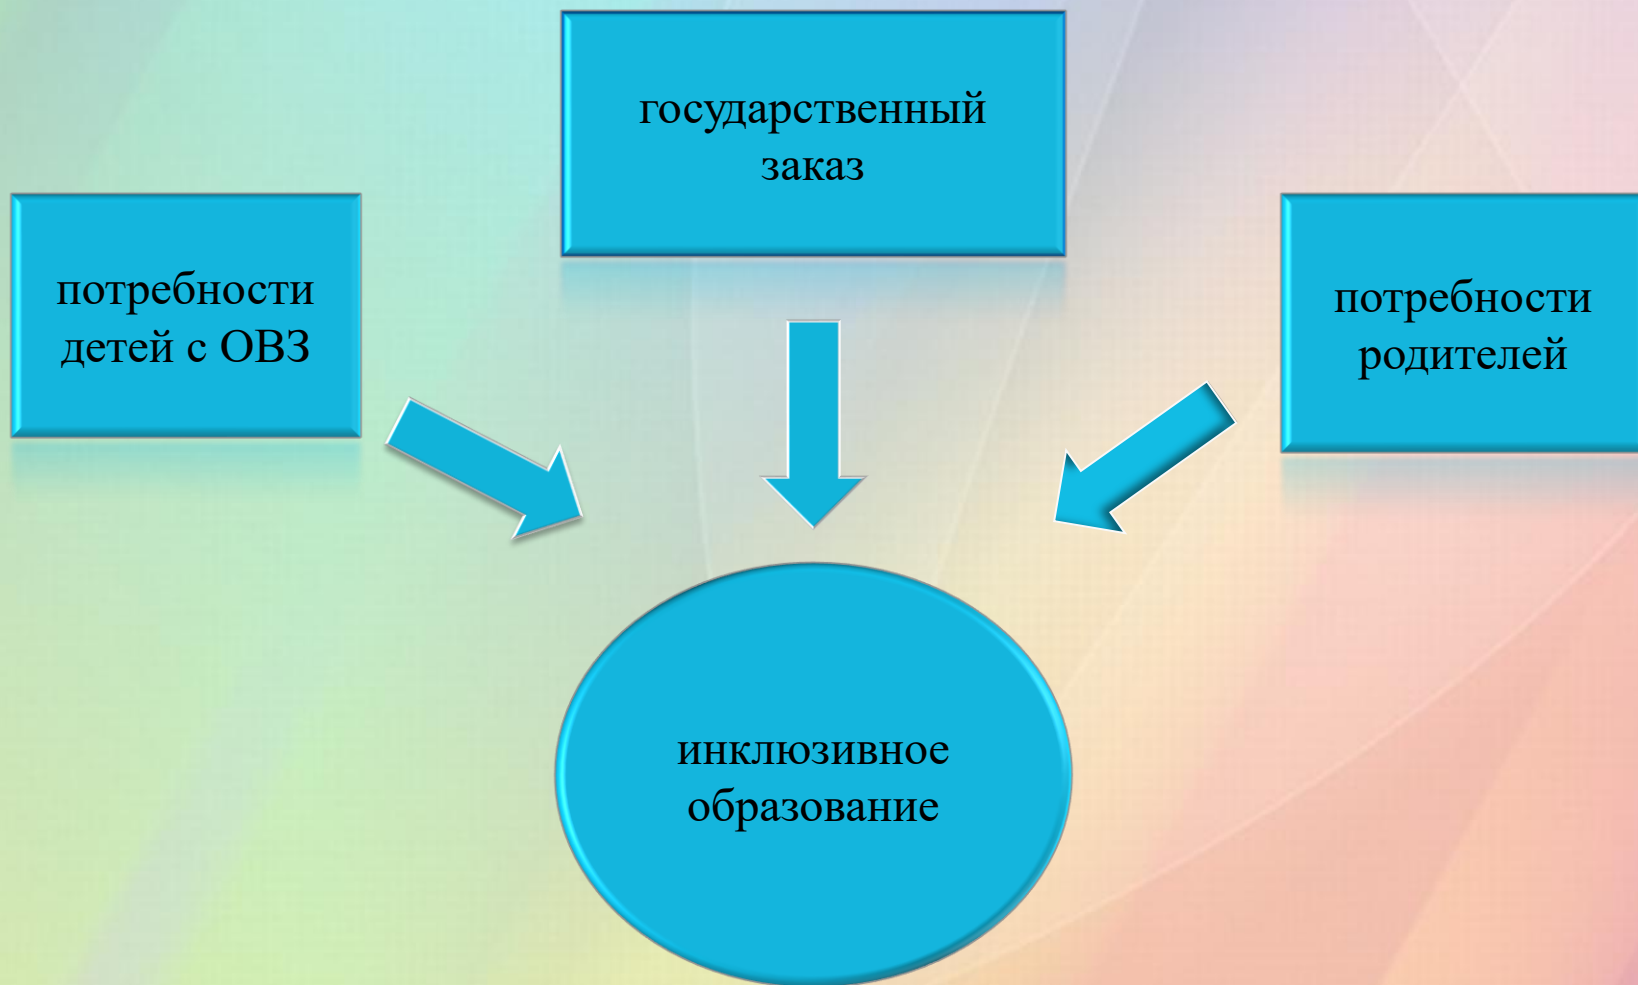 государственный
заказ
потребности
детей с ОВЗ
потребности
родителей
инклюзивное
образование